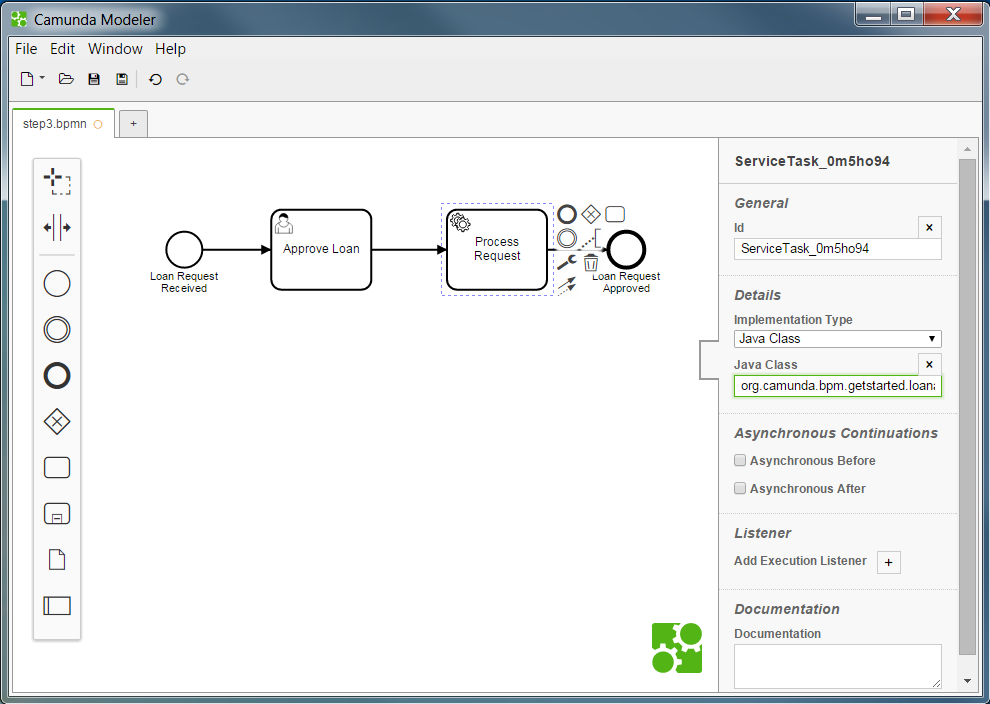 Camunda Modeler
File Edit Window Help
step3.bpmn
+
Loan Request
Received
Approve Loan
Process
Request
Loan Request
Approved
ServiceTask_0m5ho94
General
Id
ServiceTask_0m5ho94
Details
Implementation Type
Java Class
Java Class
org.camunda.bpm.getstarted.loana
Asynchronous Continuations
Asynchronous Before
Asynchronous After
Listener
Add Execution Listener +
Documentation
Documentation